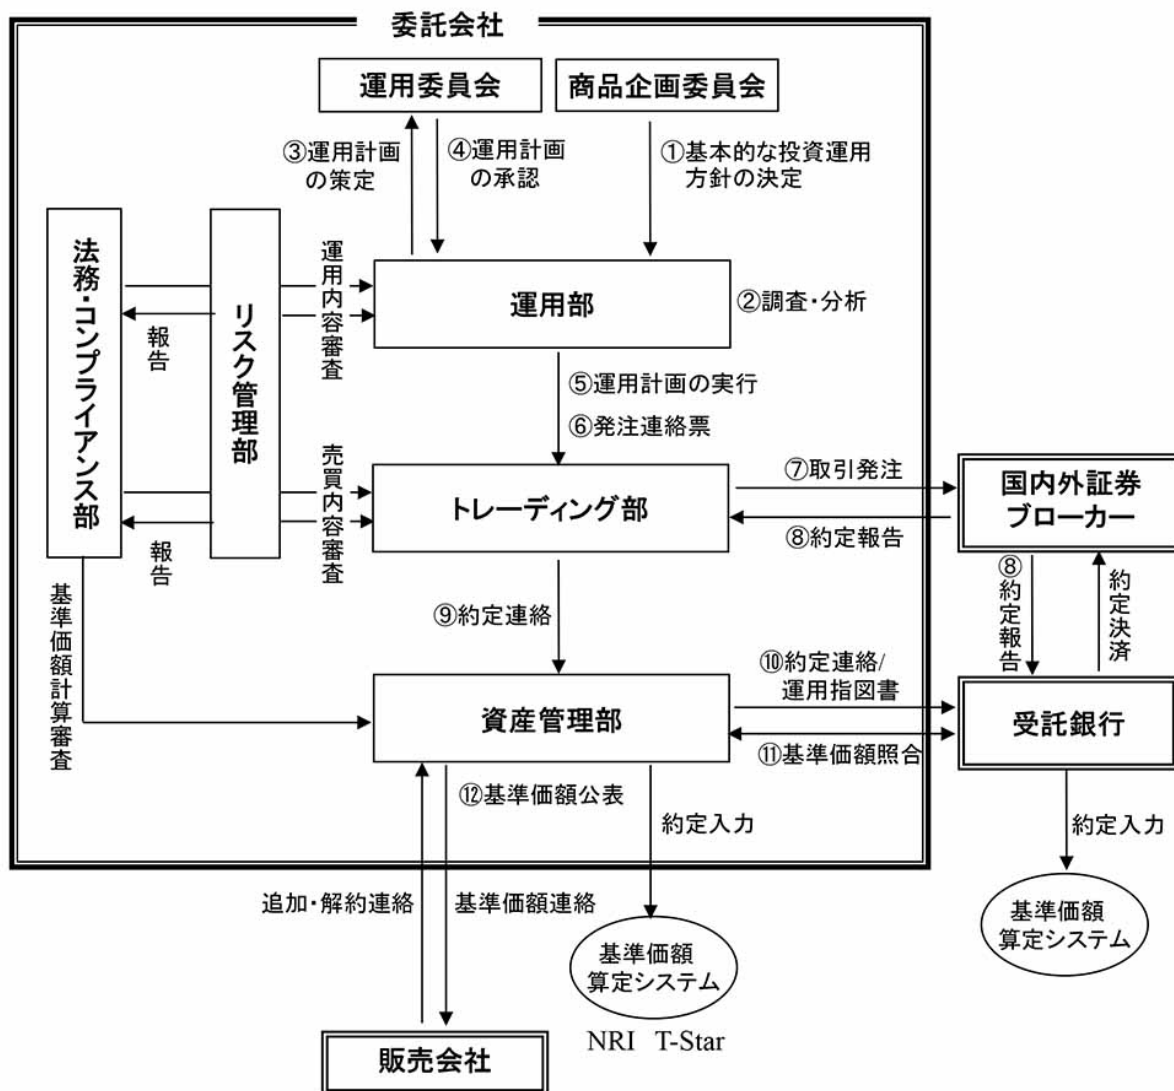 委託会社
運用委員会
商品企画委員会
③運用計画
の策定
④運用計画
の承認
①基本的な投資運用
方針の決定
法務・コンプライアンス部
リスク管理部
運用内容審査
報告
運用部
②調査・分析
⑤運用計画の実行
⑥発注連絡票
売買内容審査
報告
トレーディング部
⑦取引発注
⑧約定報告
国内外証券
ブローカー
⑧約定報告
約定決済
⑨約定連絡
基準価額計算審査
資産管理部
⑩約定連絡/
運用指図書
⑪基準価額照合
受託銀行
⑫基準価額公表
約定入力
約定入力
追加・解約連絡
基準価額連絡
基準価額
算定システム
基準価額
算定システム
NRI T-Star
販売会社